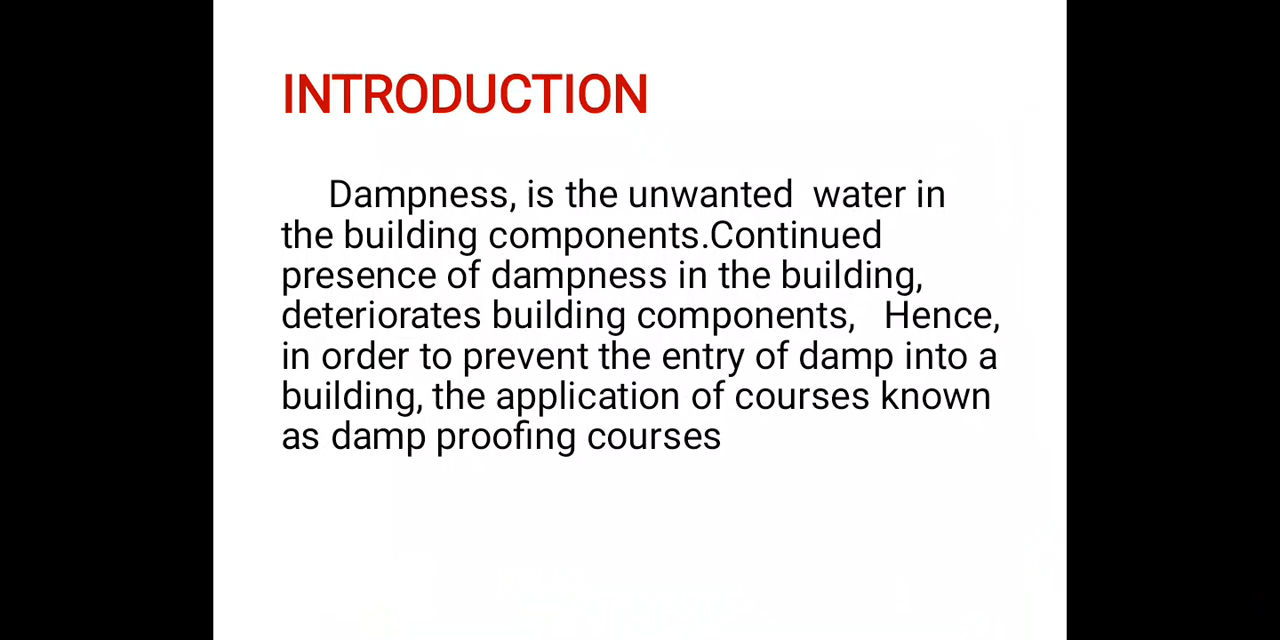 INTRODUCTION
Dampness, is the unwanted  water in
the building components.Continued
presence of dampness in the building,
deteriorates building components,   Hence,
in order to prevent the entry of damp into a
building, the application of courses known
as damp proofing courses